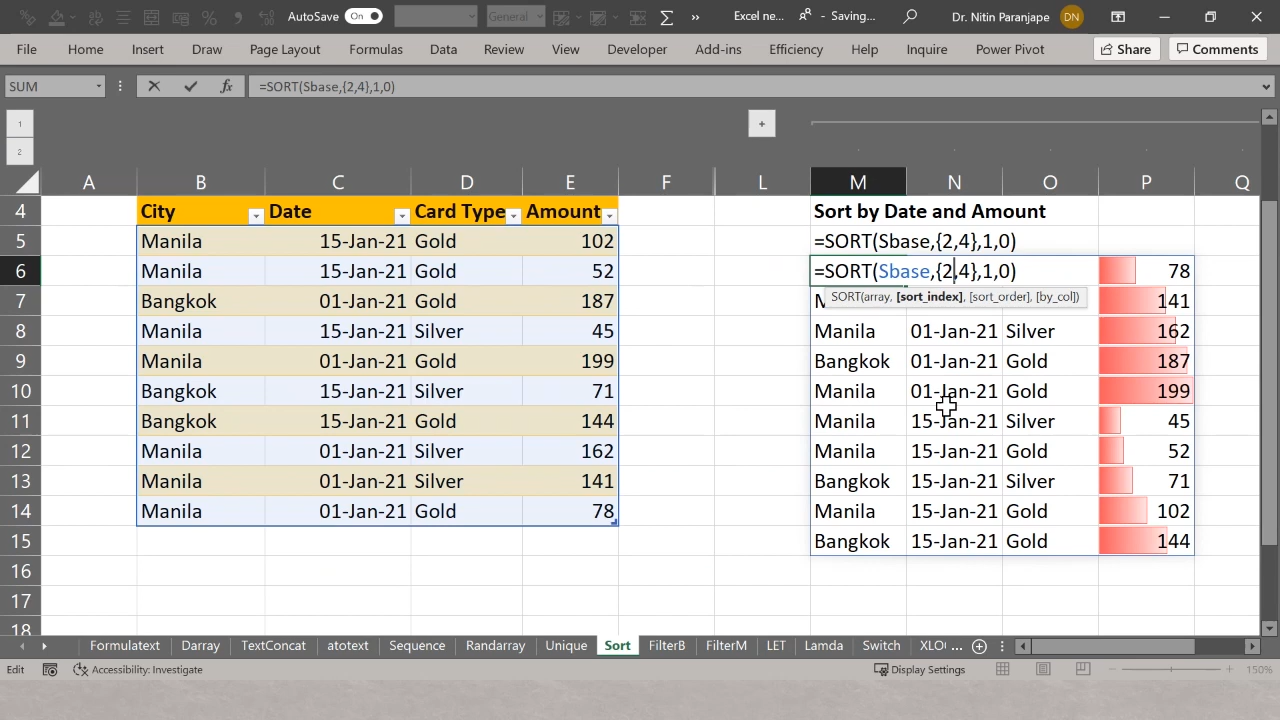 AutoSave On General Excel ne... - Saving... Dr. Nitin Paranjape DN
File Home Insert Draw Page Layout Formulas Data Review View Developer Add-ins Efficiency Help Inquire Power Pivot Share Comments
SUM =SORT(Sbase,{2,4},1,0)
1 +
2
A B C D E F L M N O P Q
4 City Date Card Type Amount Sort by Date and Amount
5 Manila 15-Jan-21 Gold 102 =SORT(Sbase,{2,4},1,0)
6 Manila 15-Jan-21 Gold 52 =SORT(Sbase,{2,4},1,0) 78
SORT(array, [sort_index], [sort_order], [by_col])
7 Bangkok 01-Jan-21 Gold 187 141
8 Manila 15-Jan-21 Silver 45 Manila 01-Jan-21 Silver 162
9 Manila 01-Jan-21 Gold 199 Bangkok 01-Jan-21 Gold 187
10 Bangkok 15-Jan-21 Silver 71 Manila 01-Jan-21 Gold 199
11 Bangkok 15-Jan-21 Gold 144 Manila 15-Jan-21 Silver 45
12 Manila 01-Jan-21 Silver 162 Manila 15-Jan-21 Gold 52
13 Manila 01-Jan-21 Silver 141 Bangkok 15-Jan-21 Silver 71
14 Manila 01-Jan-21 Gold 78 Manila 15-Jan-21 Gold 102
15 Bangkok 15-Jan-21 Gold 144
16
17
18
Formulatext Darray TextConcat atotext Sequence Randarray Unique Sort FilterB FilterM LET Lamda Switch XLO ...
Edit Accessibility: Investigate Display Settings 150%